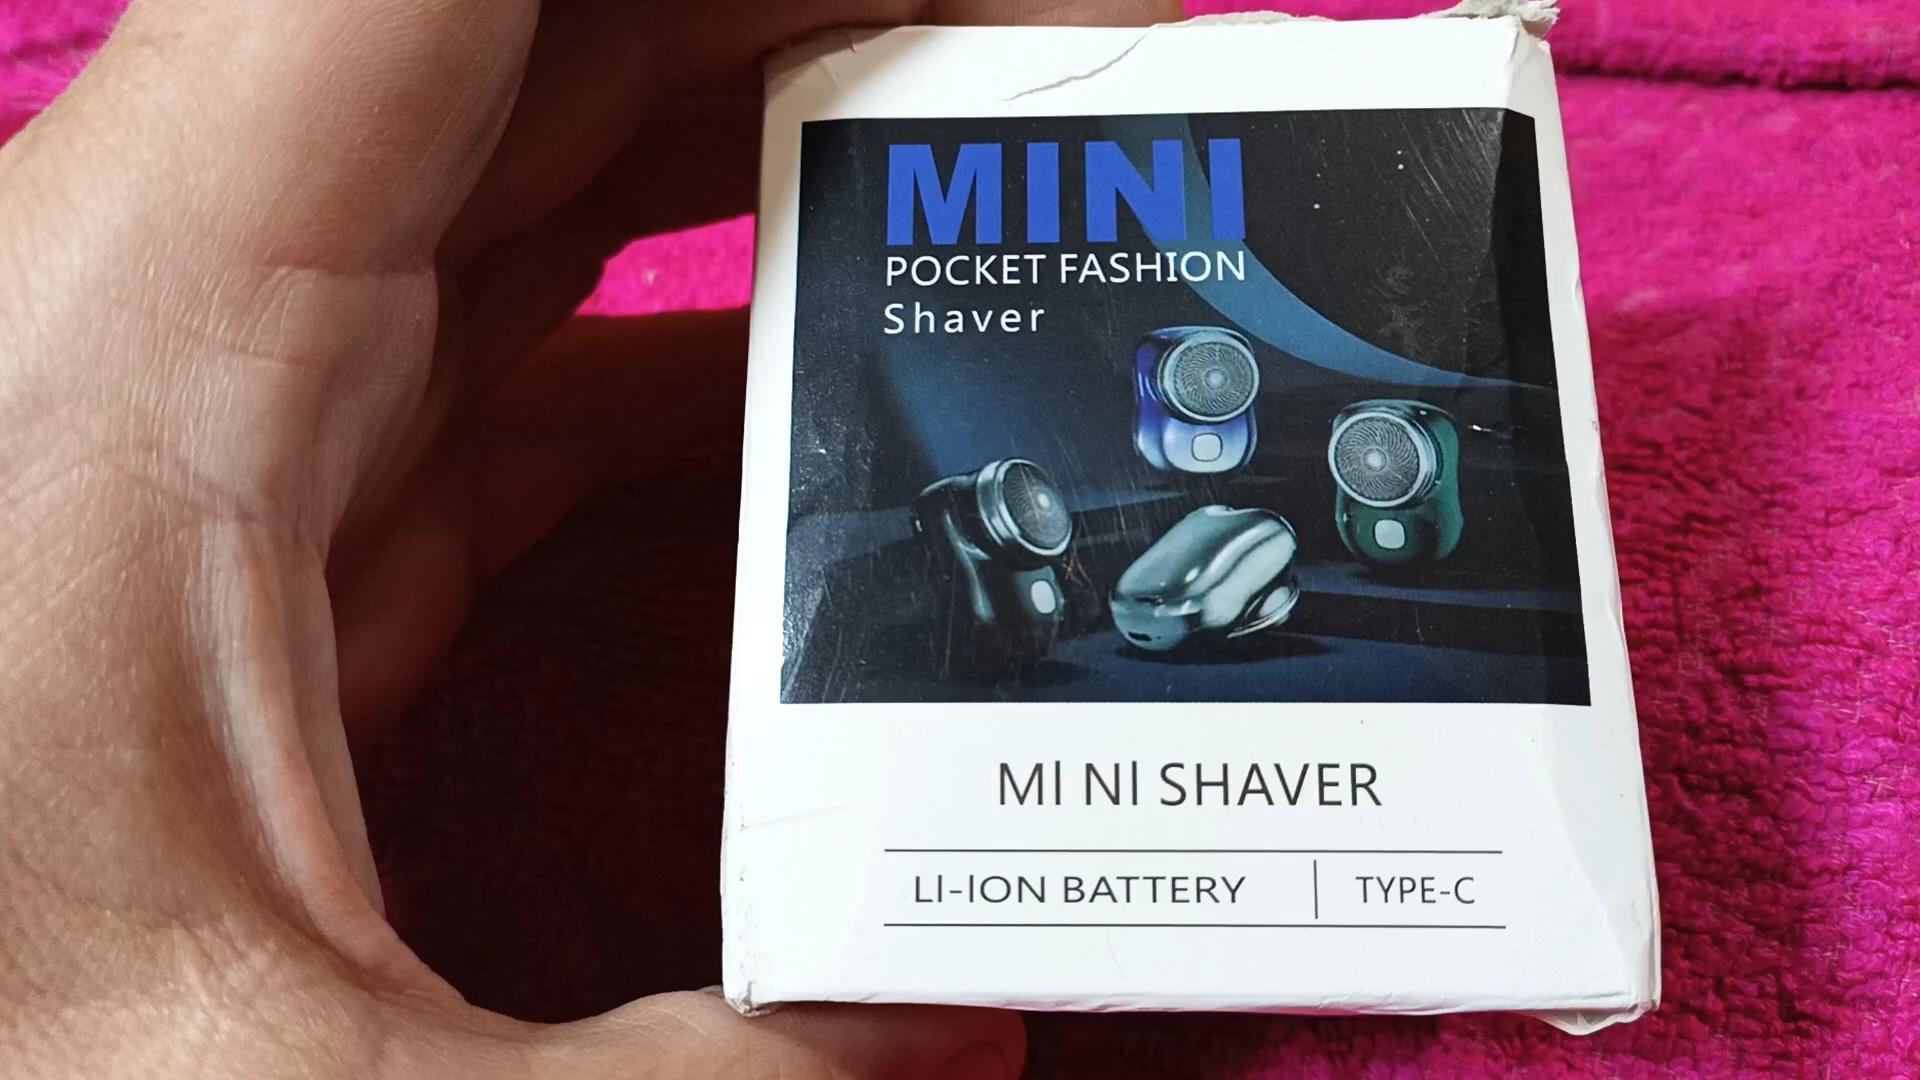 MINI
POCKET FASHION
Shaver
MI NI SHAVER
LI-ION BATTERY | TYPE-C